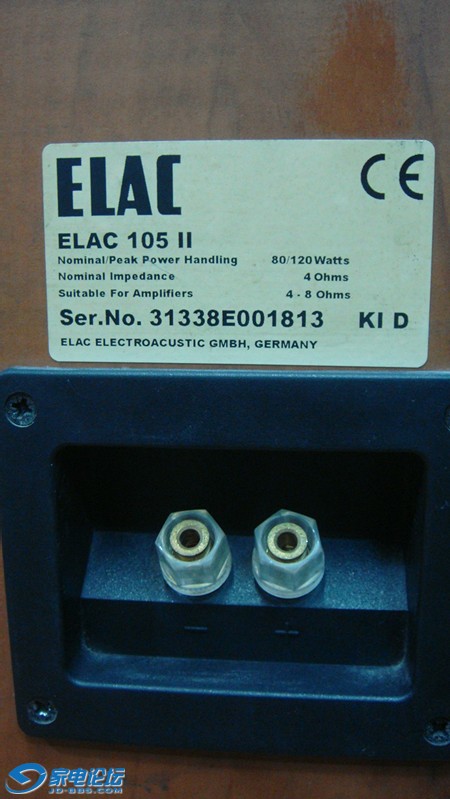 ELAC
CE
ELAC 105 II
Nominal/Peak Power Handling 80/120 Watts
Nominal Impedance 4 Ohms
Suitable For Amplifiers 4 - 8 Ohms
Ser.No. 31338E001813 KI D
ELAC ELECTROACUSTIC GMBH, GERMANY
- +
家电论坛
JD-BBS.COM